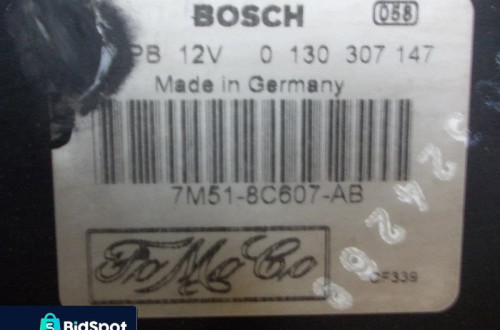 BOSCH 058
PB 12V 0 130 307 147
Made in Germany
7M51-8C607-AB
FoMoCo
CF339
BidSpot